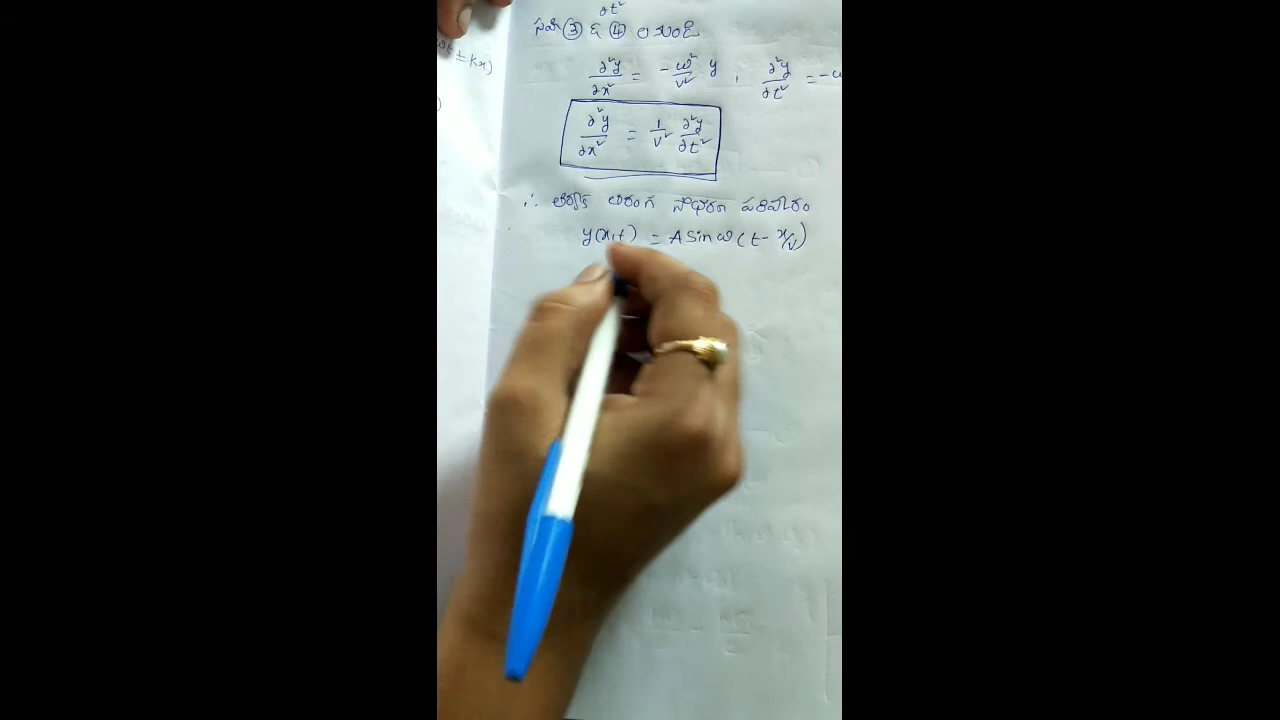 ∂t²
సమీ ③ & ④ ల నుండి
ωt ± kx)
∂²y/∂x² = -ω²/v² y , ∂²y/∂t² = -ω
∂²y/∂x² = 1/v² ∂²y/∂t²
∴ తరంగ సాధారణ పరిహారం
y(x,t) = A sin ω (t - x/v)